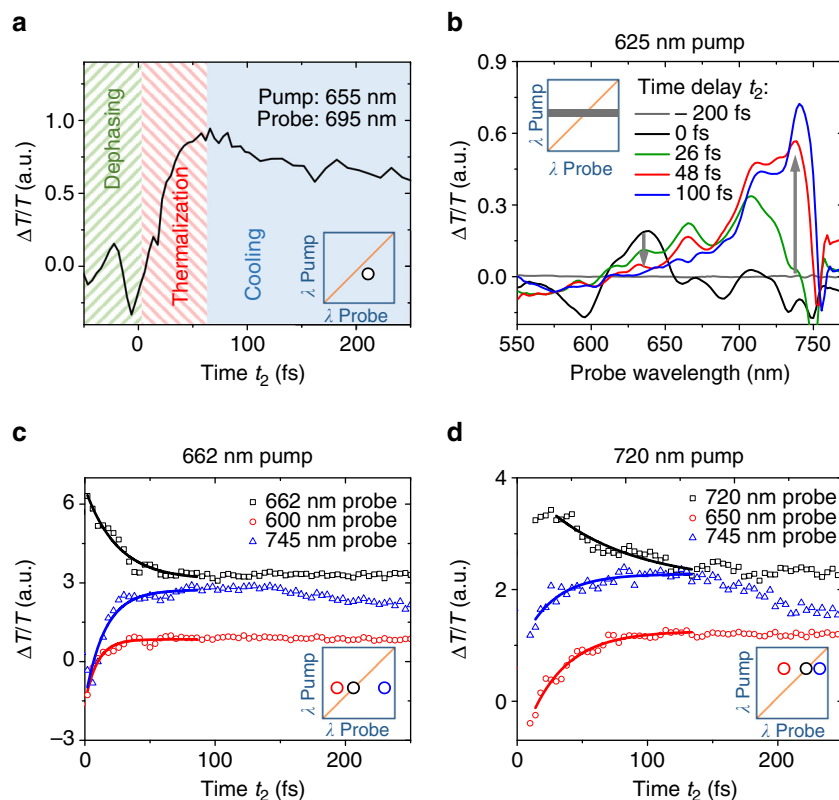 a
ΔT/T (a.u.)
1.0
0.5
0.0
Dephasing
Thermalization
Cooling
Pump: 655 nm
Probe: 695 nm
λ Pump
λ Probe
0
100
200
Time t₂ (fs)
b
625 nm pump
ΔT/T (a.u.)
0.9
0.6
0.3
0.0
λ Pump
λ Probe
Time delay t₂:
– 200 fs
0 fs
26 fs
48 fs
100 fs
550
600
650
700
750
Probe wavelength (nm)
c
662 nm pump
ΔT/T (a.u.)
6
3
0
−3
662 nm probe
600 nm probe
745 nm probe
λ Pump
λ Probe
0
100
200
Time t₂ (fs)
d
720 nm pump
ΔT/T (a.u.)
4
2
0
720 nm probe
650 nm probe
745 nm probe
λ Pump
λ Probe
0
100
200
Time t₂ (fs)